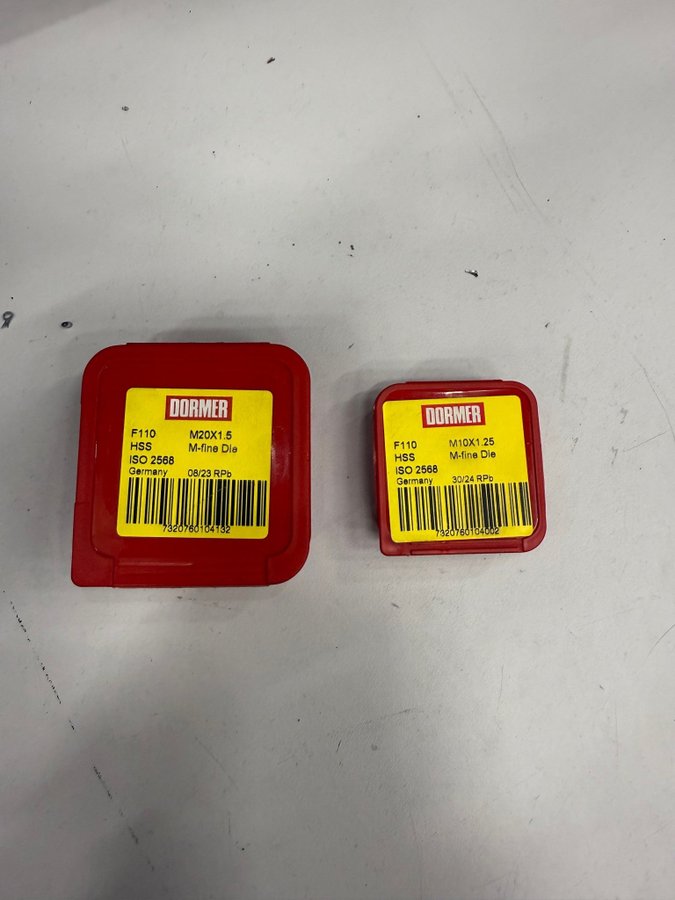 DORMER
F110 M20X1.5
HSS M-fine Die
ISO 2568
Germany 08/23 RPb
7320760104132
DORMER
F110 M10X1.25
HSS M-fine Die
ISO 2568
Germany 30/24 RPb
7320760104002